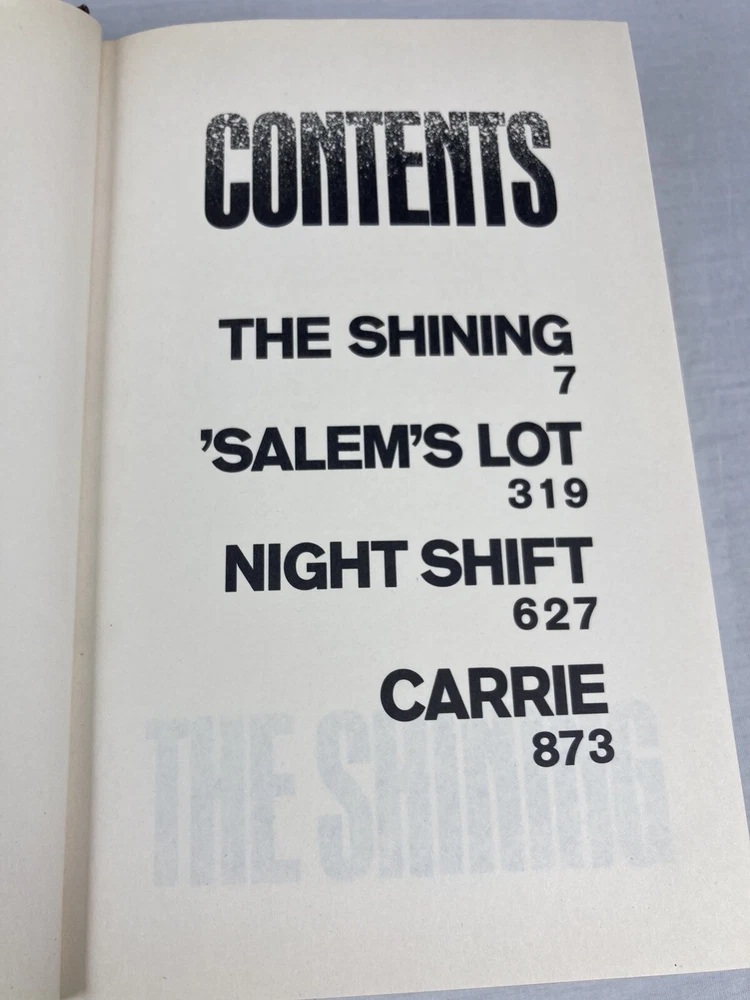 CONTENTS
THE SHINING
7
'SALEM'S LOT
319
NIGHT SHIFT
627
CARRIE
873
THE SHINING